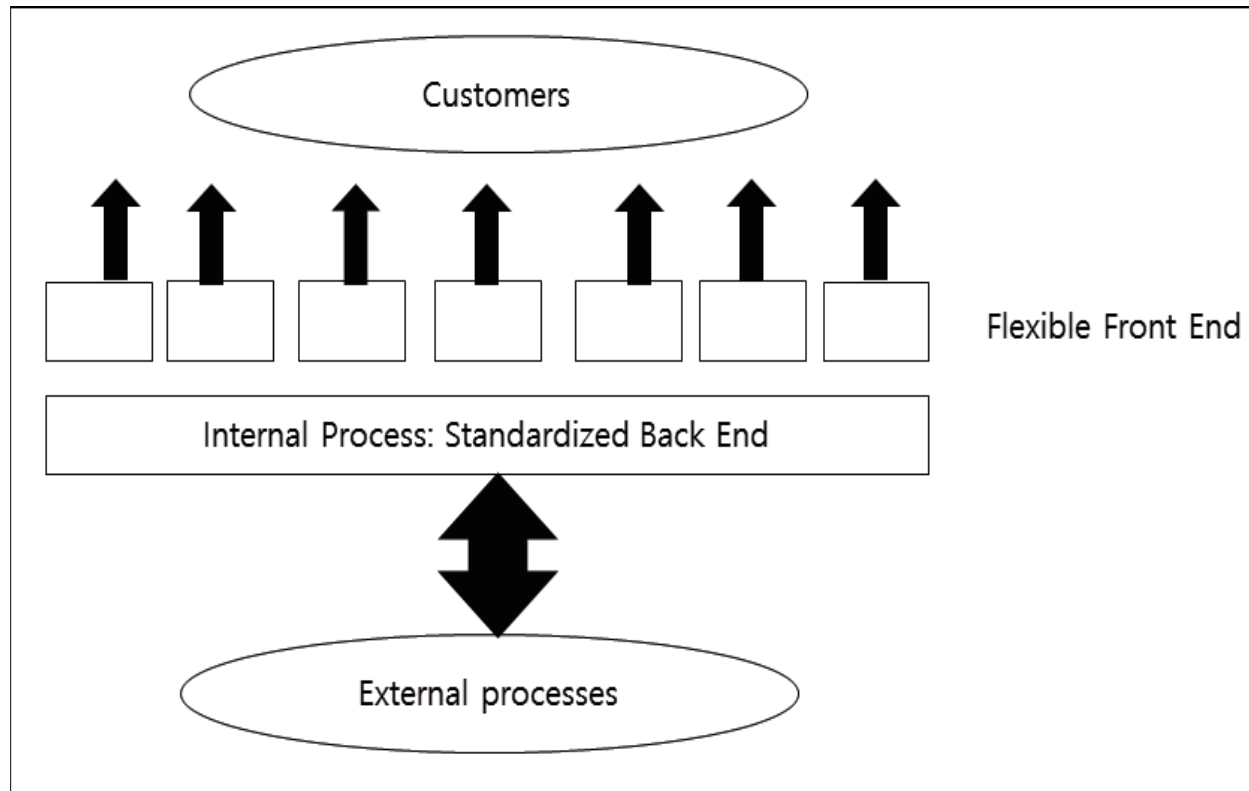 Customers
Flexible Front End
Internal Process: Standardized Back End
External processes